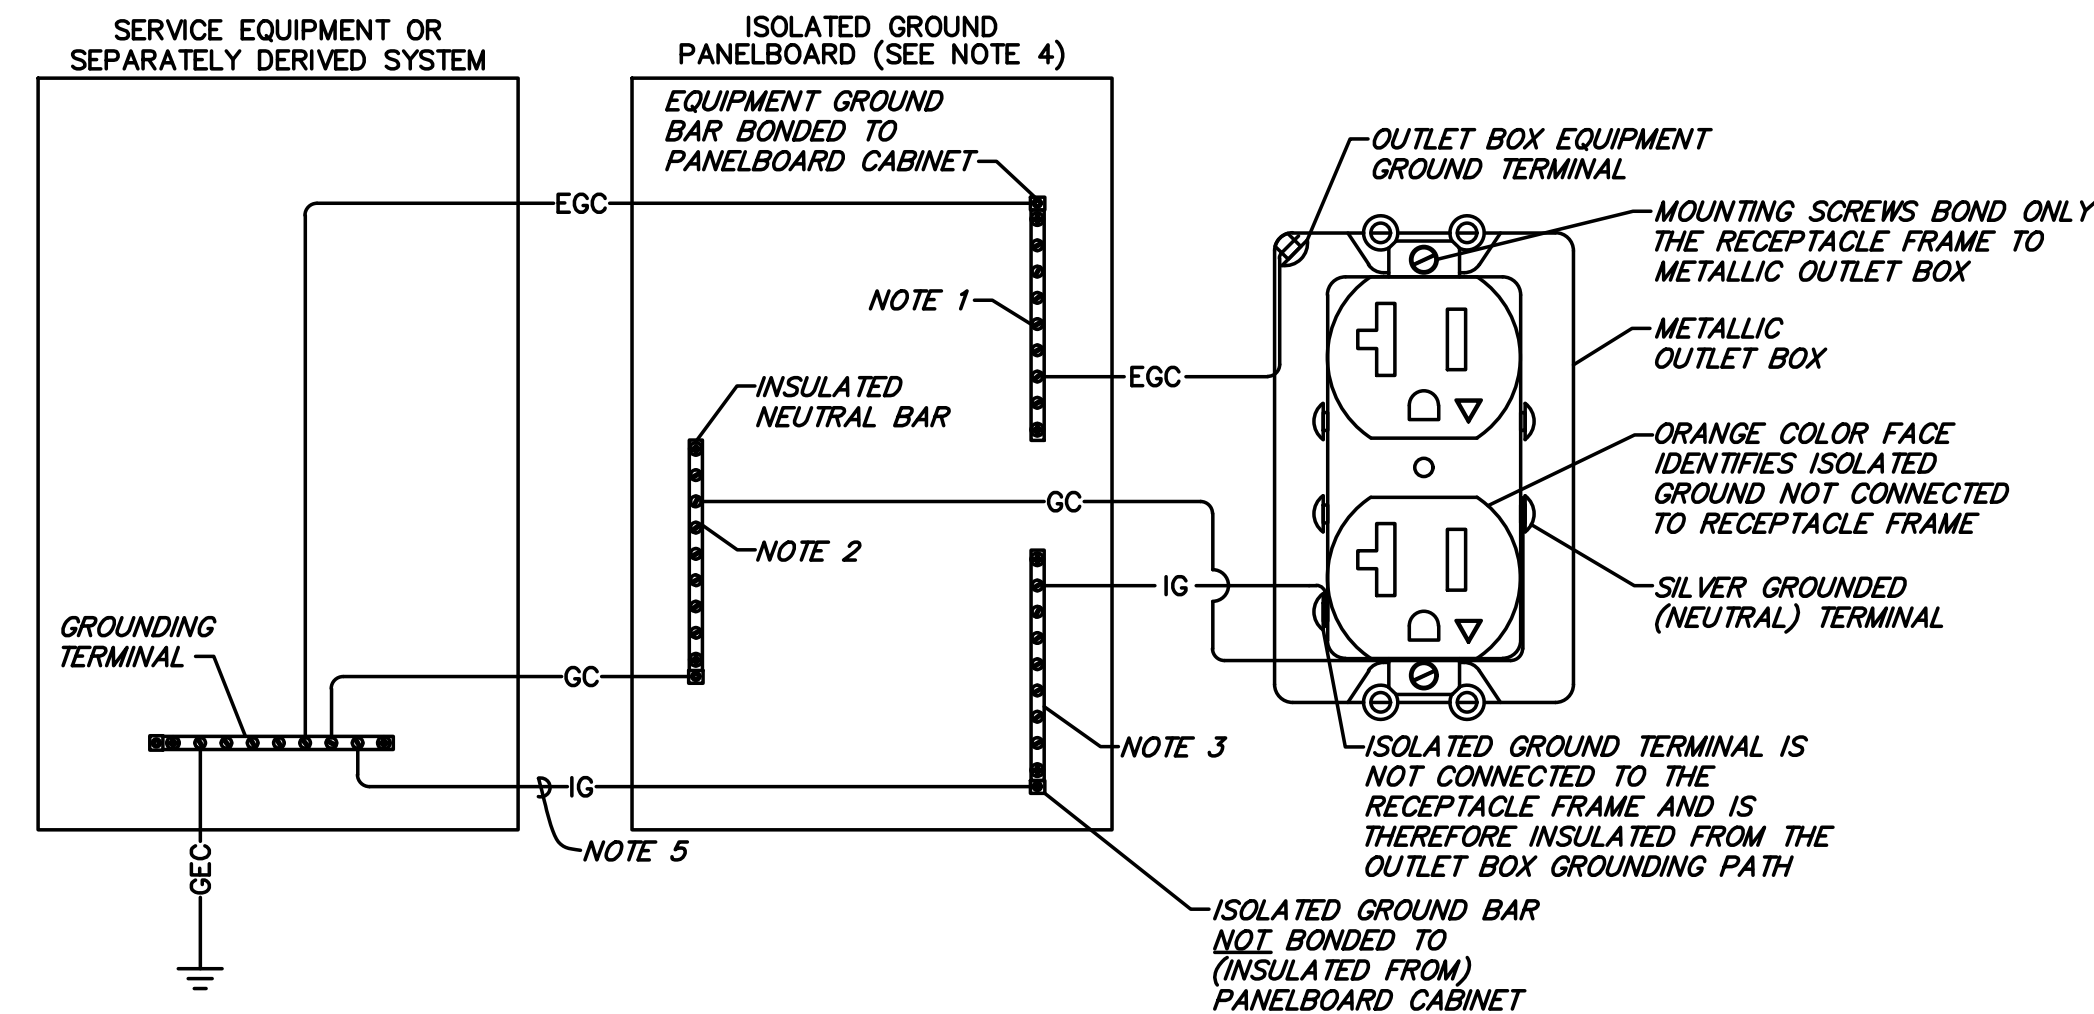 SERVICE EQUIPMENT OR
SEPARATELY DERIVED SYSTEM
ISOLATED GROUND
PANELBOARD (SEE NOTE 4)
EQUIPMENT GROUND
BAR BONDED TO
PANELBOARD CABINET
EGC
NOTE 1
EGC
INSULATED
NEUTRAL BAR
GC
NOTE 2
IG
GROUNDING
TERMINAL
GC
NOTE 3
IG
NOTE 5
GEC
OUTLET BOX EQUIPMENT
GROUND TERMINAL
MOUNTING SCREWS BOND ONLY
THE RECEPTACLE FRAME TO
METALLIC OUTLET BOX
METALLIC
OUTLET BOX
ORANGE COLOR FACE
IDENTIFIES ISOLATED
GROUND NOT CONNECTED
TO RECEPTACLE FRAME
SILVER GROUNDED
(NEUTRAL) TERMINAL
ISOLATED GROUND TERMINAL IS
NOT CONNECTED TO THE
RECEPTACLE FRAME AND IS
THEREFORE INSULATED FROM THE
OUTLET BOX GROUNDING PATH
ISOLATED GROUND BAR
NOT BONDED TO
(INSULATED FROM)
PANELBOARD CABINET